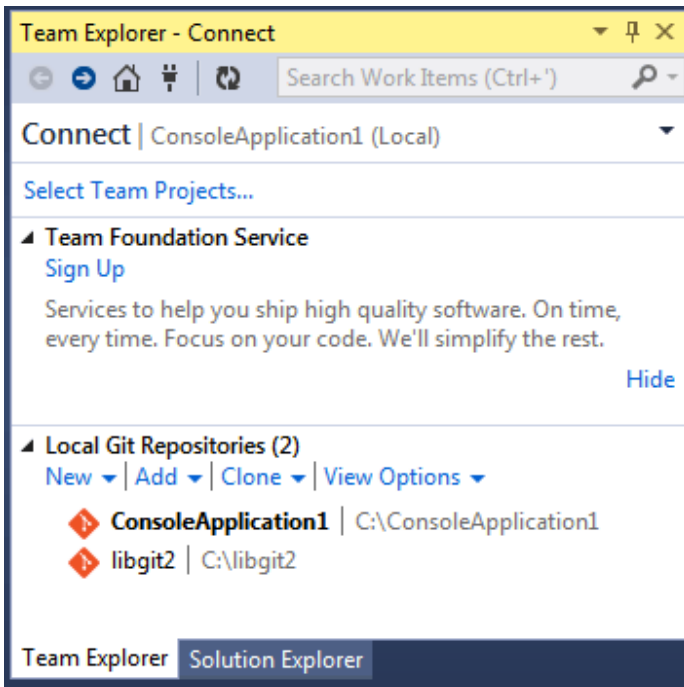 Team Explorer - Connect
Search Work Items (Ctrl+')
Connect | ConsoleApplication1 (Local)
Select Team Projects...
Team Foundation Service
Sign Up
Services to help you ship high quality software. On time,
every time. Focus on your code. We'll simplify the rest.
Hide
Local Git Repositories (2)
New | Add | Clone | View Options
ConsoleApplication1 | C:\ConsoleApplication1
libgit2 | C:\libgit2
Team Explorer Solution Explorer